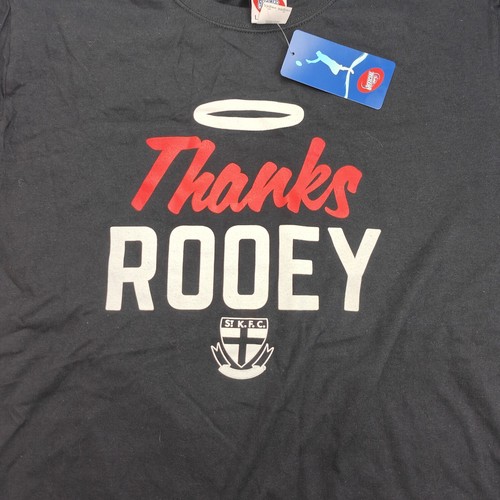 L
Thanks
ROOEY
ST K.F.C.